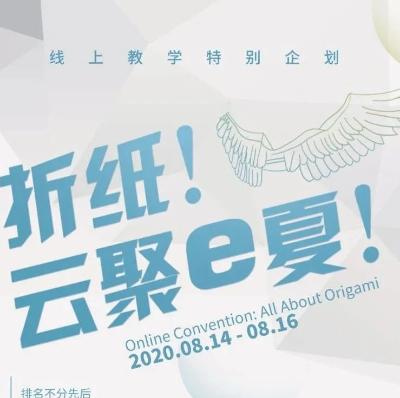 线上教学特别企划
折纸！
云聚e夏！
Online Convention: All About Origami
2020.08.14 - 08.16
排名不分先后